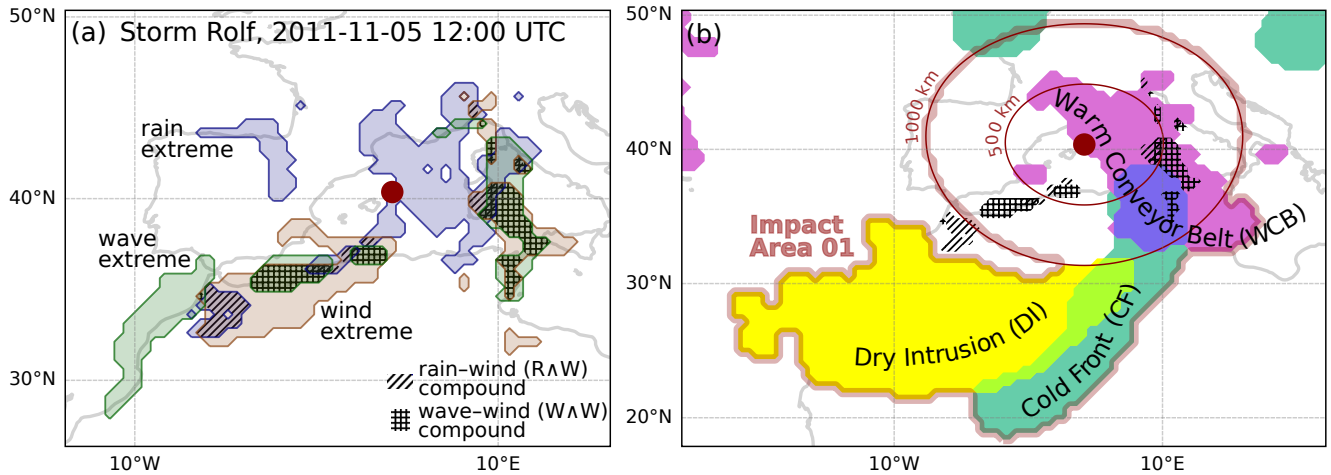 (a) Storm Rolf, 2011-11-05 12:00 UTC
50°N
40°N
30°N
10°W
10°E
rain
extreme
wave
extreme
wind
extreme
rain–wind (R∧W)
compound
wave–wind (W∧W)
compound
(b)
50°N
40°N
30°N
20°N
10°W
10°E
1000 km
500 km
Warm Conveyor Belt (WCB)
Impact
Area 01
Dry Intrusion (DI)
Cold Front (CF)